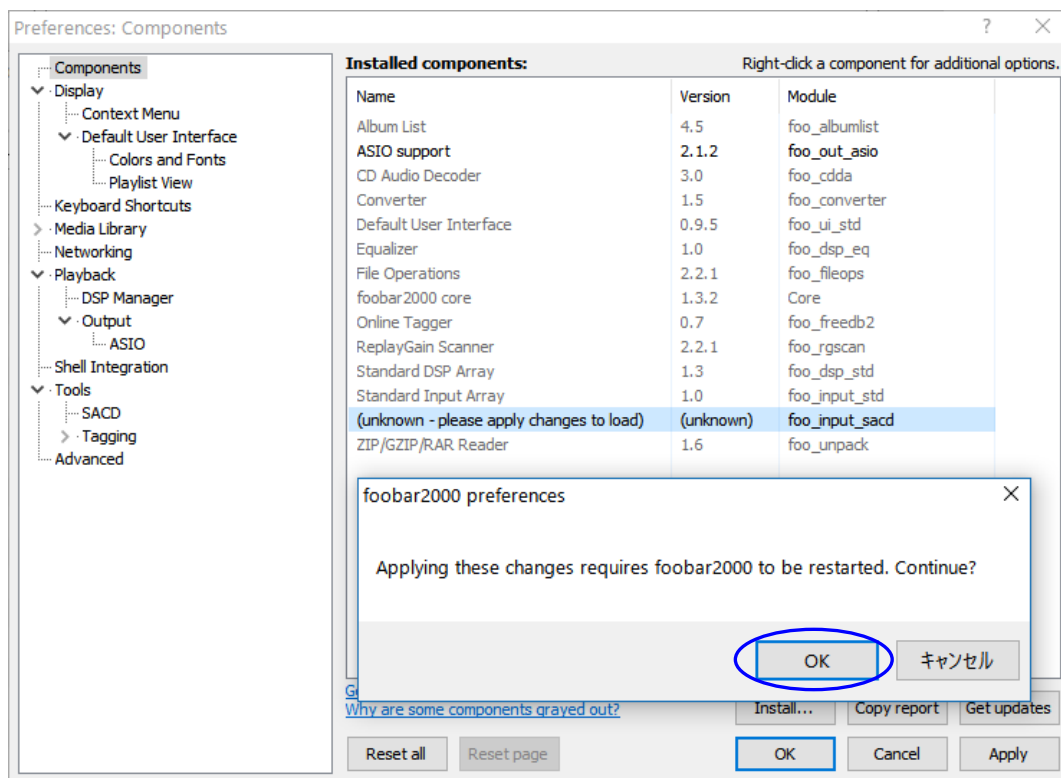 Preferences: Components
Components
Display
Context Menu
Default User Interface
Colors and Fonts
Playlist View
Keyboard Shortcuts
Media Library
Networking
Playback
DSP Manager
Output
ASIO
Shell Integration
Tools
SACD
Tagging
Advanced
Installed components: Right-click a component for additional options.
Name Version Module
Album List 4.5 foo_albumlist
ASIO support 2.1.2 foo_out_asio
CD Audio Decoder 3.0 foo_cdda
Converter 1.5 foo_converter
Default User Interface 0.9.5 foo_ui_std
Equalizer 1.0 foo_dsp_eq
File Operations 2.2.1 foo_fileops
foobar2000 core 1.3.2 Core
Online Tagger 0.7 foo_freedb2
ReplayGain Scanner 2.2.1 foo_rgscan
Standard DSP Array 1.3 foo_dsp_std
Standard Input Array 1.0 foo_input_std
(unknown - please apply changes to load) (unknown) foo_input_sacd
ZIP/GZIP/RAR Reader 1.6 foo_unpack
foobar2000 preferences
Applying these changes requires foobar2000 to be restarted. Continue?
OK キャンセル
Why are some components grayed out? Install... Copy report Get updates
Reset all Reset page OK Cancel Apply